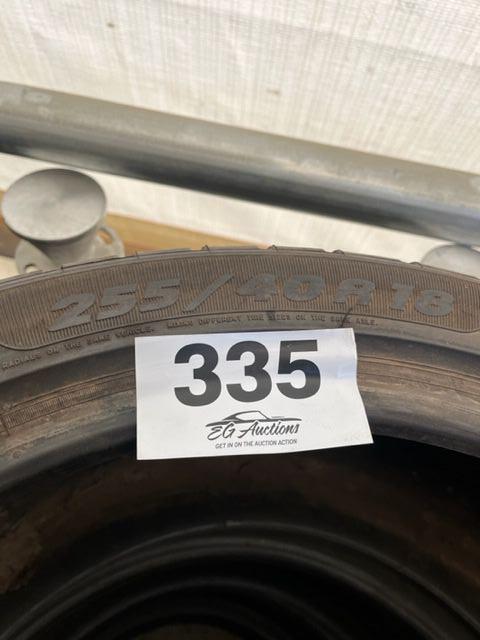 255/40R18
RADIALS ON THE SAME VEHICLE. MIXING DIFFERENT TIRE SIZES ON THE SAME AXLE.
335
EG Auctions
GET IN ON THE AUCTION ACTION